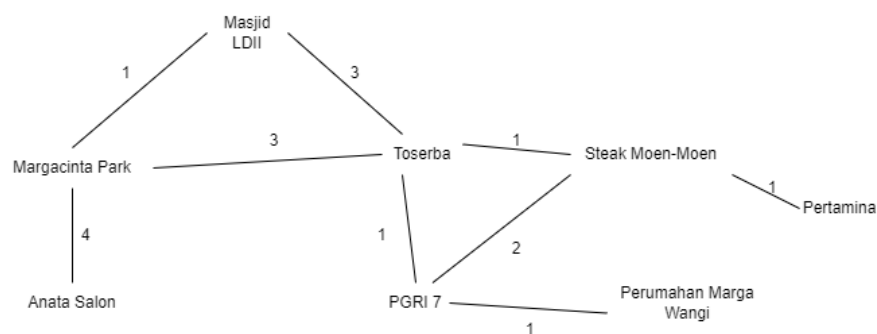 Masjid
LDII
1
3
3
1
Margacinta Park
Toserba
Steak Moen-Moen
1
Pertamina
4
1
2
Anata Salon
PGRI 7
Perumahan Marga
Wangi
1